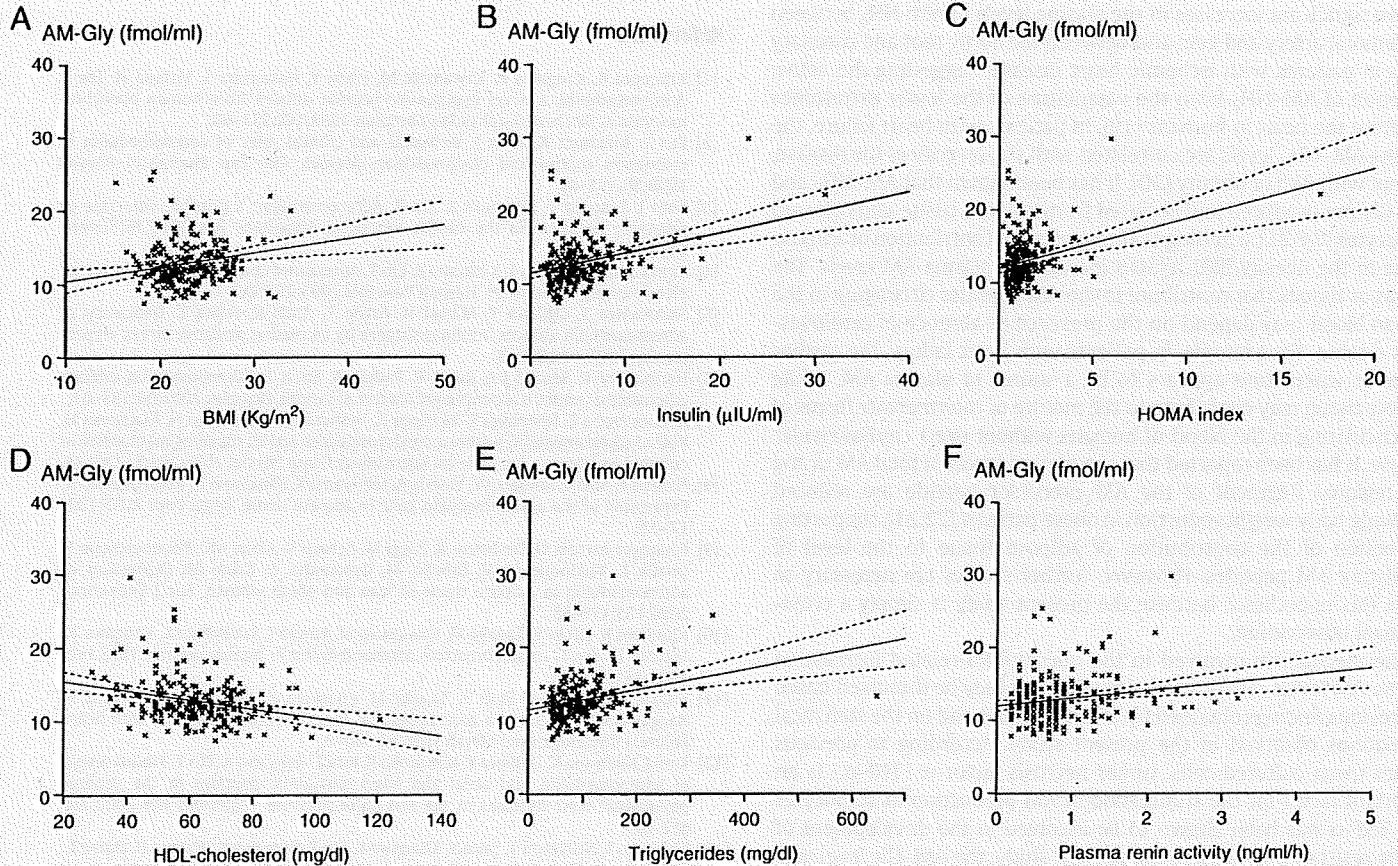 A
AM-Gly (fmol/ml)
40
30
20
10
0
10 20 30 40 50
BMI (Kg/m²)
B
AM-Gly (fmol/ml)
40
30
20
10
0
0 10 20 30 40
Insulin (µIU/ml)
C
AM-Gly (fmol/ml)
40
30
20
10
0
0 5 10 15 20
HOMA index
D
AM-Gly (fmol/ml)
40
30
20
10
0
20 40 60 80 100 120 140
HDL-cholesterol (mg/dl)
E
AM-Gly (fmol/ml)
40
30
20
10
0
0 200 400 600
Triglycerides (mg/dl)
F
AM-Gly (fmol/ml)
40
30
20
10
0
0 1 2 3 4 5
Plasma renin activity (ng/ml/h)